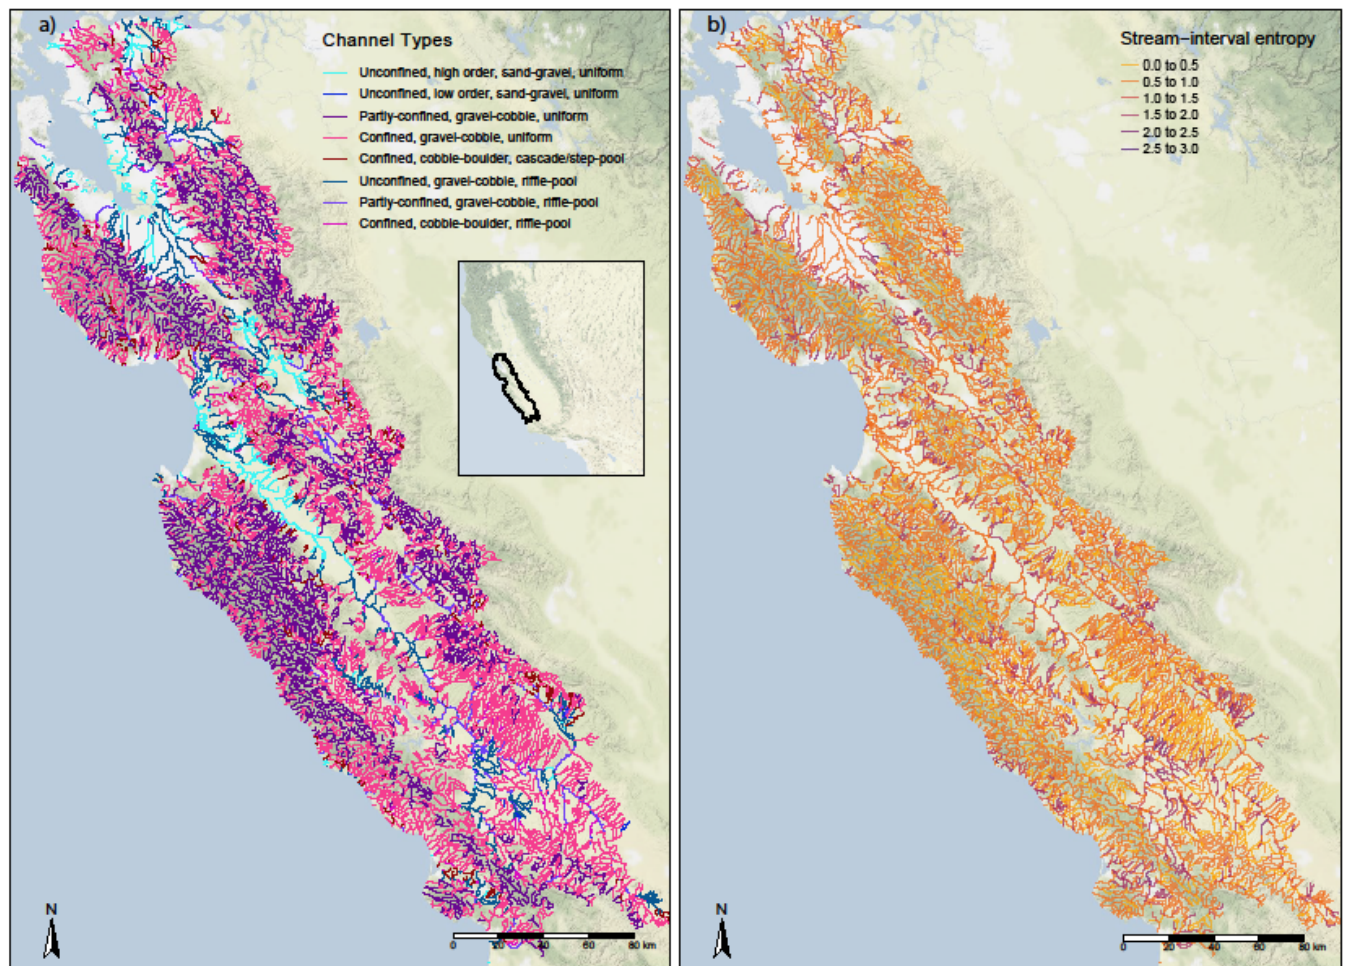 a)
Channel Types
Unconfined, high order, sand-gravel, uniform
Unconfined, low order, sand-gravel, uniform
Partly-confined, gravel-cobble, uniform
Confined, gravel-cobble, uniform
Confined, cobble-boulder, cascade/step-pool
Unconfined, gravel-cobble, riffle-pool
Partly-confined, gravel-cobble, riffle-pool
Confined, cobble-boulder, riffle-pool
N
0 20 40 60 80 km
b)
Stream-interval entropy
0.0 to 0.5
0.5 to 1.0
1.0 to 1.5
1.5 to 2.0
2.0 to 2.5
2.5 to 3.0
N
0 20 40 60 80 km